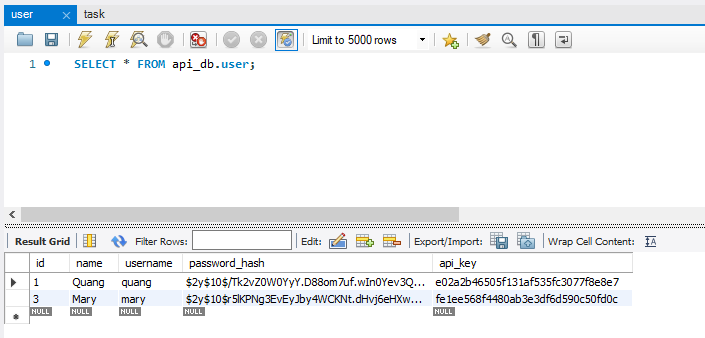 user task
Limit to 5000 rows
1 SELECT * FROM api_db.user;
Result Grid Filter Rows: Edit: Export/Import: Wrap Cell Content:
id name username password_hash api_key
1 Quang quang $2y$10$/Tk2vZ0W0YyY.D88om7uf.wIn0Yev3Q... e02a2b46505f131af535fc3077f8e8e7
3 Mary mary $2y$10$r5lKPNg3EvEyJby4WCKNt.dHvj6eHXw... fe1ee568f4480ab3e3df6d590c50fd0c
NULL NULL NULL NULL NULL